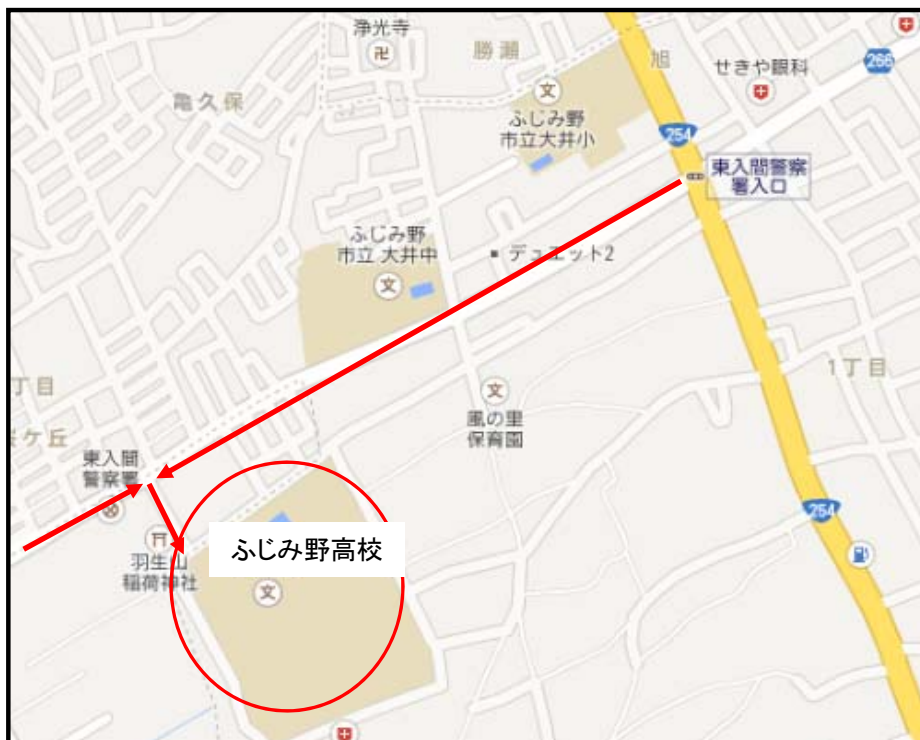 浄光寺
勝瀬
旭
266
せきや眼科
亀久保
文
ふじみ野
市立大井小
254
東入間警察
署入口
ふじみ野
市立 大井中
文
デュエット2
丁目
1丁目
文
風の里
保育園
ケ丘
東入間
警察署
羽生山
稲荷神社
ふじみ野高校
文
254